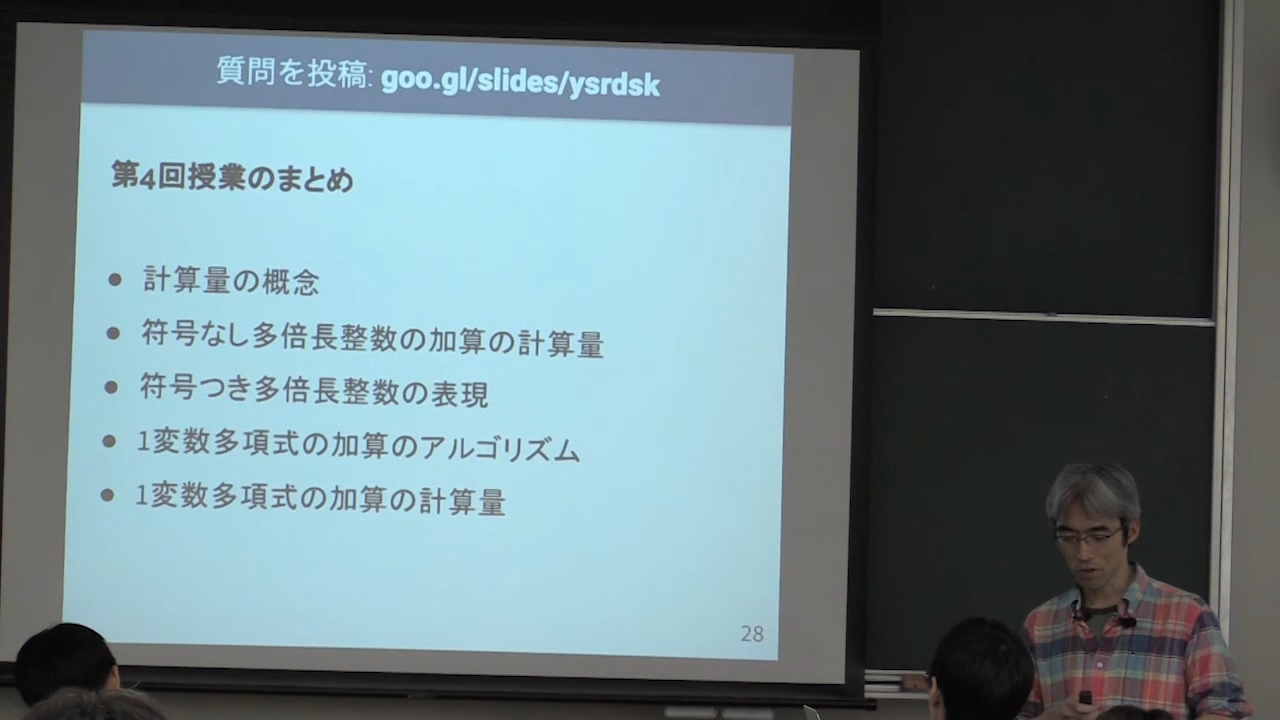 質問を投稿: goo.gl/slides/ysrdsk
第4回授業のまとめ
● 計算量の概念
● 符号なし多倍長整数の加算の計算量
● 符号つき多倍長整数の表現
● 1変数多項式の加算のアルゴリズム
● 1変数多項式の加算の計算量
28